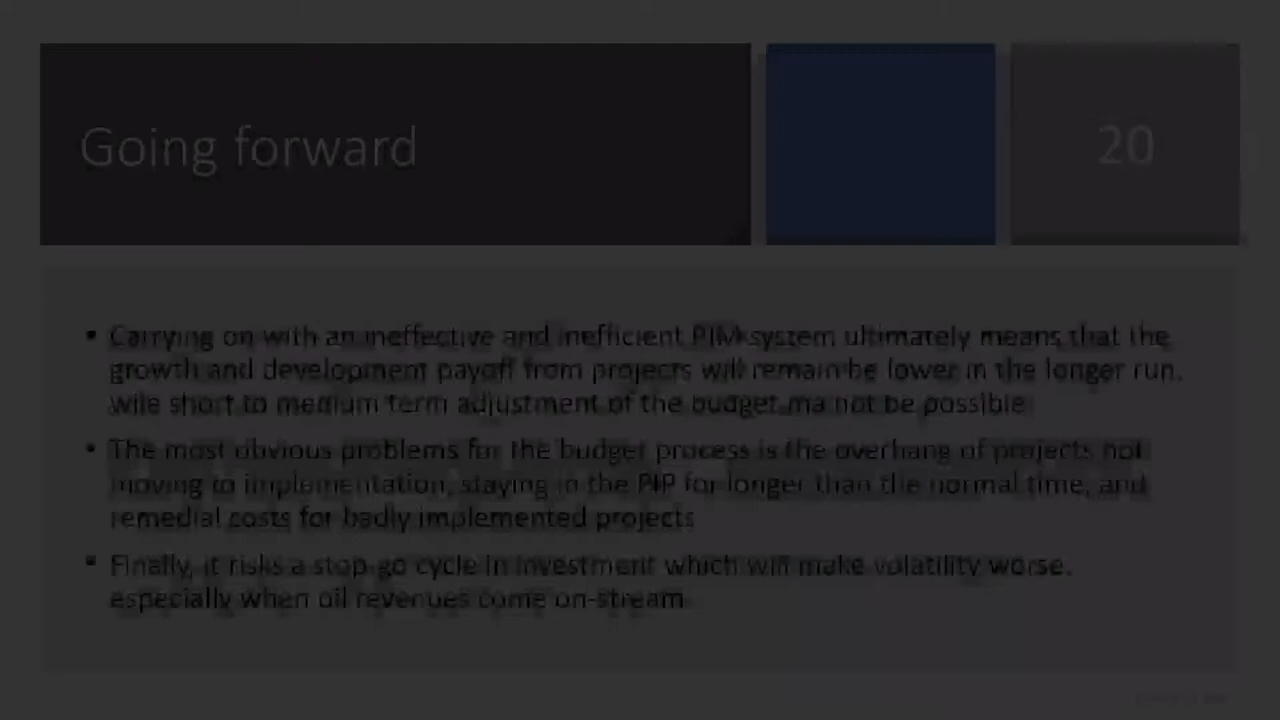 Going forward
20
• Carrying on with an ineffective and inefficient PIM system ultimately means that the
growth and development payoff from projects will remain be lower in the longer run,
wile short to medium term adjustment of the budget ma not be possible
• The most obvious problems for the budget process is the overhang of projects not
moving to implementation, staying in the PIP for longer than the normal time, and
remedial costs for badly implemented projects
• Finally, it risks a stop-go cycle in investment which will make volatility worse,
especially when oil revenues come on-stream